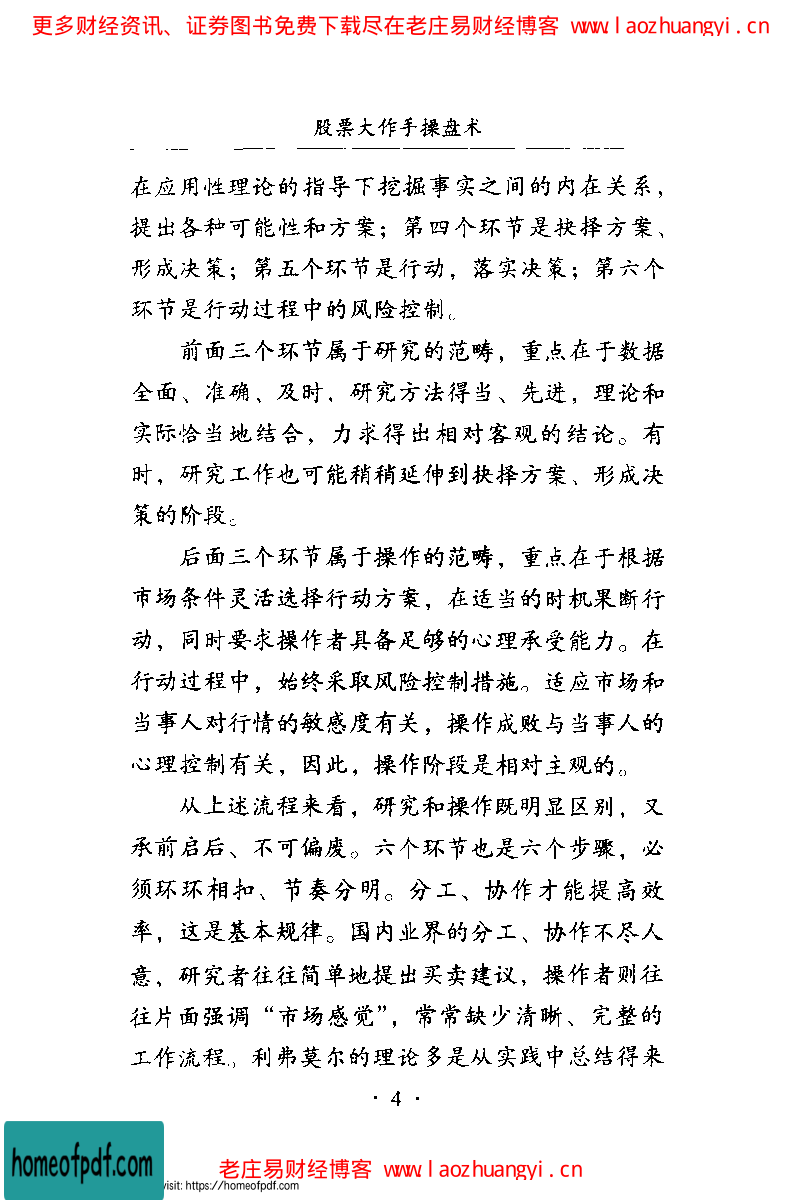 更多财经资讯、证券图书免费下载尽在老庄易财经博客 www.laozhuangyi.cn
股票大作手操盘术
在应用性理论的指导下挖掘事实之间的内在关系，
提出各种可能性和方案；第四个环节是抉择方案、
形成决策；第五个环节是行动，落实决策；第六个
环节是行动过程中的风险控制。
前面三个环节属于研究的范畴，重点在于数据
全面、准确、及时，研究方法得当、先进，理论和
实际恰当地结合，力求得出相对客观的结论。有
时，研究工作也可能稍稍延伸到抉择方案、形成决
策的阶段。
后面三个环节属于操作的范畴，重点在于根据
市场条件灵活选择行动方案，在适当的时机果断行
动，同时要求操作者具备足够的心理承受能力。在
行动过程中，始终采取风险控制措施。适应市场和
当事人对行情的敏感度有关，操作成败与当事人的
心理控制有关，因此，操作阶段是相对主观的。
从上述流程来看，研究和操作既明显区别，又
承前启后、不可偏废。六个环节也是六个步骤，必
须环环相扣、节奏分明。分工、协作才能提高效
率，这是基本规律。国内业界的分工、协作不尽人
意，研究者往往简单地提出买卖建议，操作者则往
往片面强调“市场感觉”，常常缺少清晰、完整的
工作流程。利弗莫尔的理论多是从实践中总结得来
· 4 ·
homeofpdf.com
老庄易财经博客 www.laozhuangyi.cn
visit: https://homeofpdf.com